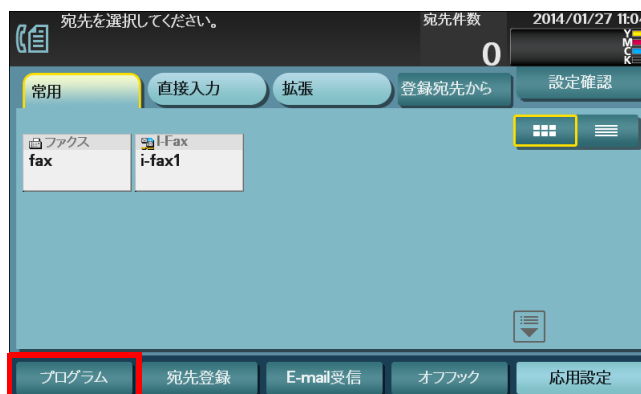 宛先を選択してください。
宛先件数
2014/01/27 11:04
0
Y
M
C
K
常用
直接入力
拡張
登録宛先から
設定確認
ファクス
fax
I-Fax
i-fax1
プログラム
宛先登録
E-mail受信
オフフック
応用設定